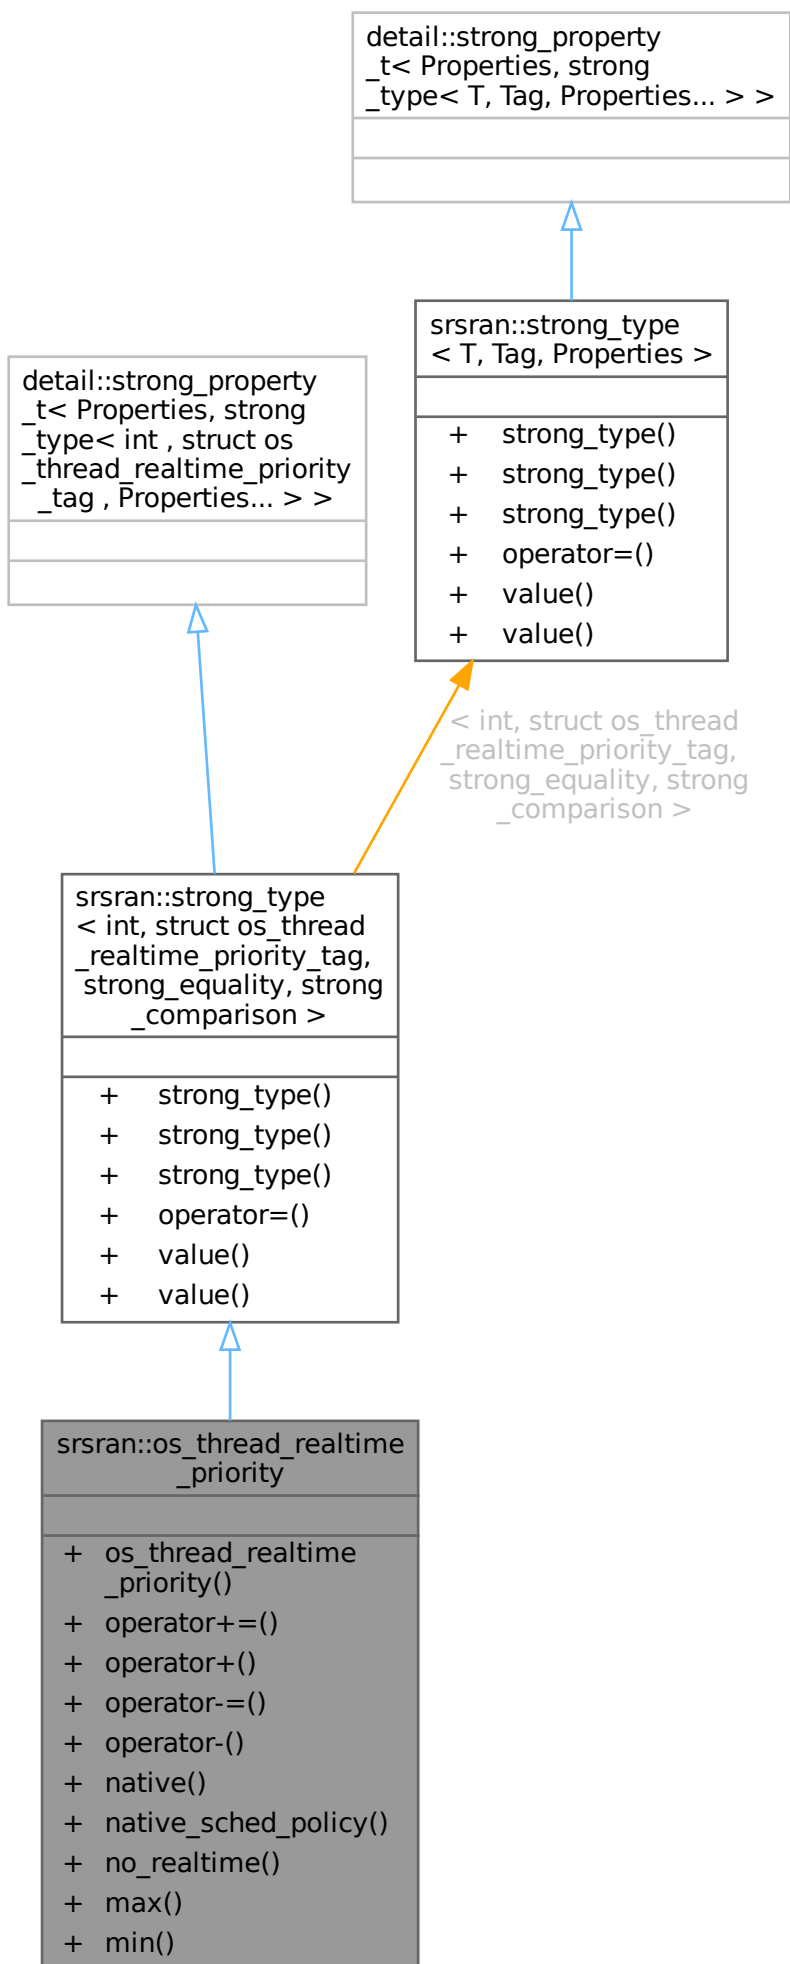 detail::strong_property
_t< Properties, strong
_type< T, Tag, Properties... > >
srsran::strong_type
< T, Tag, Properties >
+ strong_type()
+ strong_type()
+ strong_type()
+ operator=()
+ value()
+ value()
detail::strong_property
_t< Properties, strong
_type< int , struct os
_thread_realtime_priority
_tag , Properties... > >
< int, struct os_thread
_realtime_priority_tag,
strong_equality, strong
_comparison >
srsran::strong_type
< int, struct os_thread
_realtime_priority_tag,
strong_equality, strong
_comparison >
+ strong_type()
+ strong_type()
+ strong_type()
+ operator=()
+ value()
+ value()
srsran::os_thread_realtime
_priority
+ os_thread_realtime
_priority()
+ operator+=()
+ operator+()
+ operator-=()
+ operator-()
+ native()
+ native_sched_policy()
+ no_realtime()
+ max()
+ min()